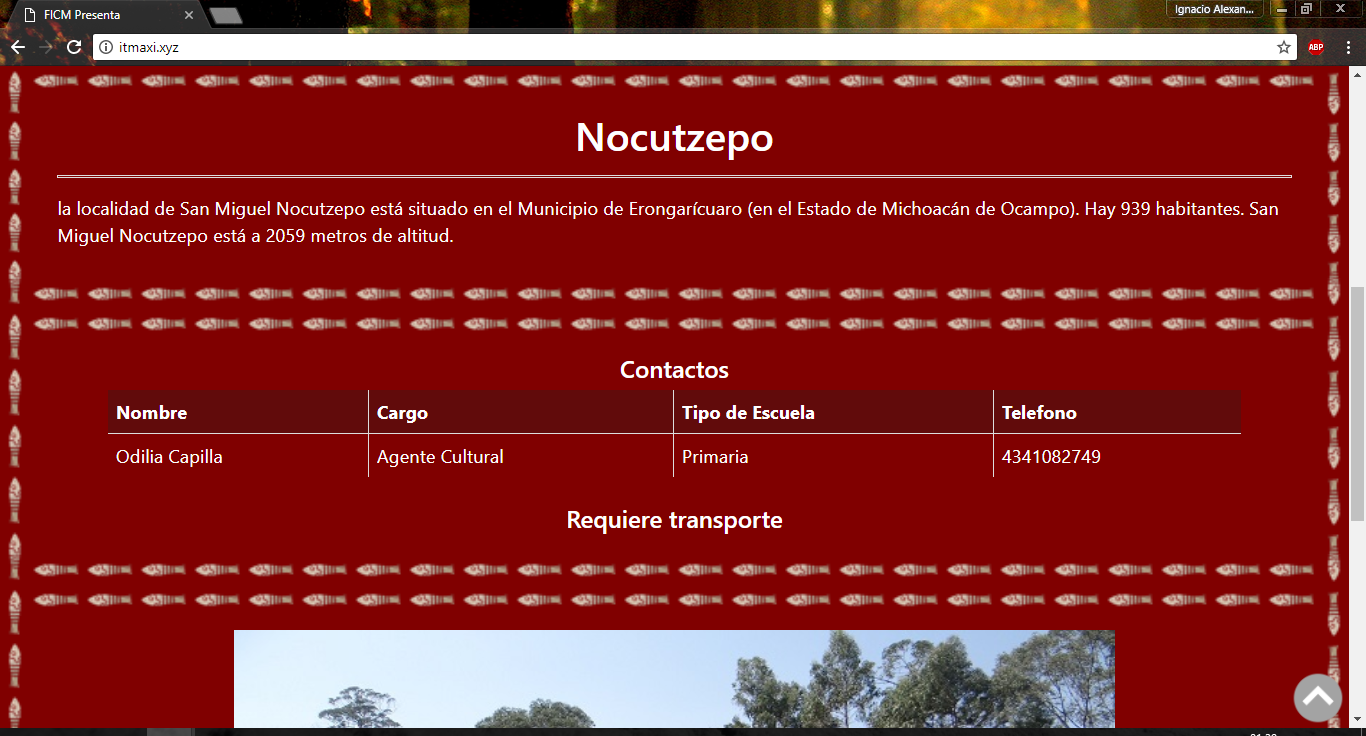 FICM Presenta
Ignacio Alexan...
itmaxi.xyz
ABP
Nocutzepo
la localidad de San Miguel Nocutzepo está situado en el Municipio de Erongarícuaro (en el Estado de Michoacán de Ocampo). Hay 939 habitantes. San
Miguel Nocutzepo está a 2059 metros de altitud.
Contactos
Nombre Cargo Tipo de Escuela Telefono
Odilia Capilla Agente Cultural Primaria 4341082749
Requiere transporte